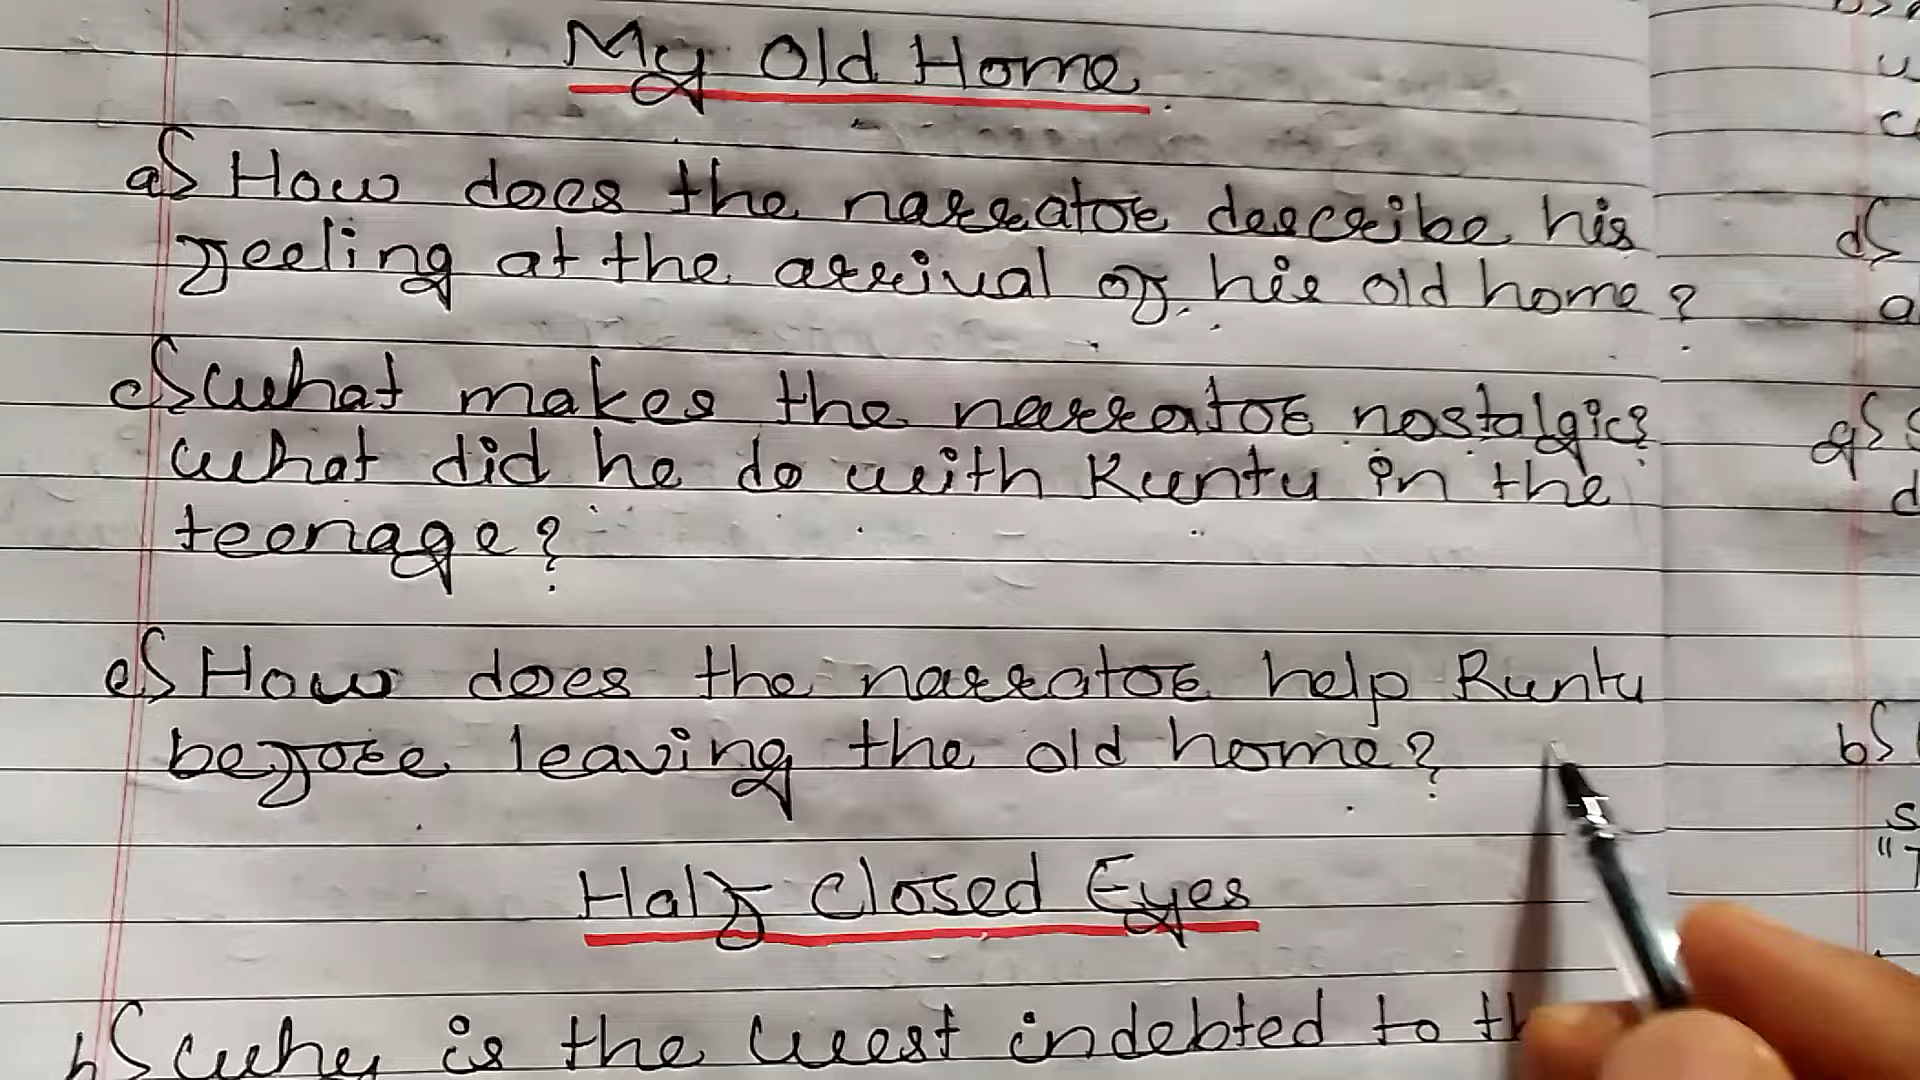 My Old Home
a) How does the narrator describe his
feeling at the arrival of his old home?
c) What makes the narrator nostalgic?
What did he do with Runtu in the
teenage?
e) How does the narrator help Runtu
before leaving the old home?
Half Closed Eyes
b) Why is the West indebted to
d)
g)
b)